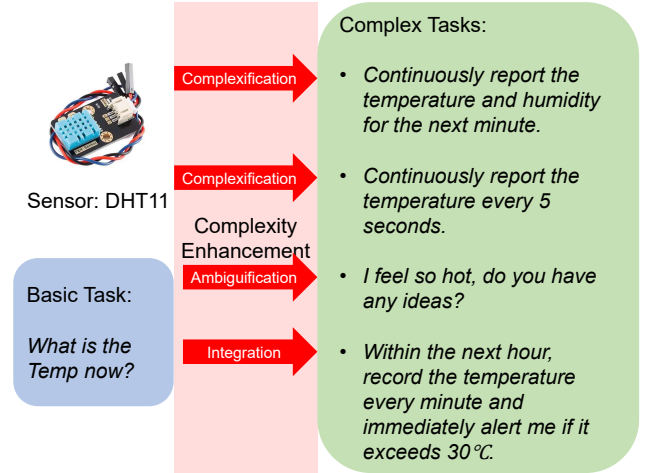 Sensor: DHT11
Basic Task:
What is the
Temp now?
Complexity
Enhancement
Complexification
Complexification
Ambiguification
Integration
Complex Tasks:
• Continuously report the
temperature and humidity
for the next minute.
• Continuously report the
temperature every 5
seconds.
• I feel so hot, do you have
any ideas?
• Within the next hour,
record the temperature
every minute and
immediately alert me if it
exceeds 30℃.